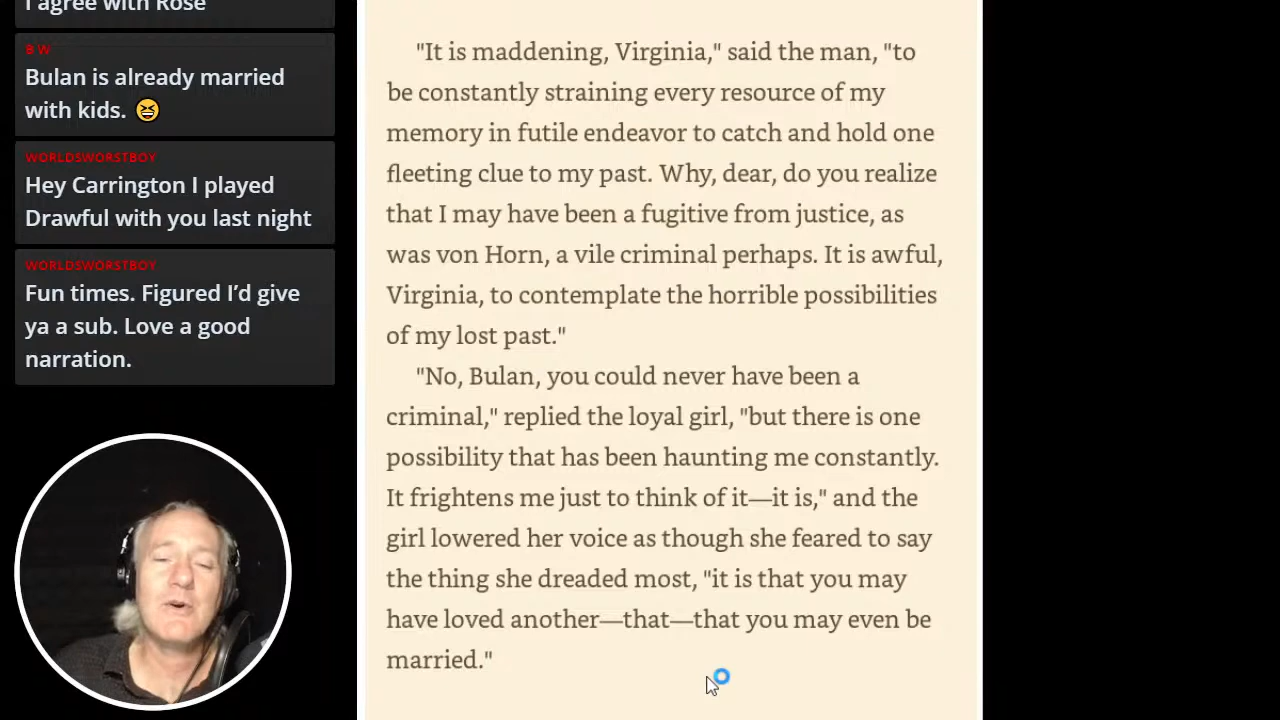 I agree with Rose
B W
Bulan is already married
with kids. 😆
WORLDSWORSTBOY
Hey Carrington I played
Drawful with you last night
WORLDSWORSTBOY
Fun times. Figured I’d give
ya a sub. Love a good
narration.
"It is maddening, Virginia," said the man, "to
be constantly straining every resource of my
memory in futile endeavor to catch and hold one
fleeting clue to my past. Why, dear, do you realize
that I may have been a fugitive from justice, as
was von Horn, a vile criminal perhaps. It is awful,
Virginia, to contemplate the horrible possibilities
of my lost past."
"No, Bulan, you could never have been a
criminal," replied the loyal girl, "but there is one
possibility that has been haunting me constantly.
It frightens me just to think of it—it is," and the
girl lowered her voice as though she feared to say
the thing she dreaded most, "it is that you may
have loved another—that—that you may even be
married."